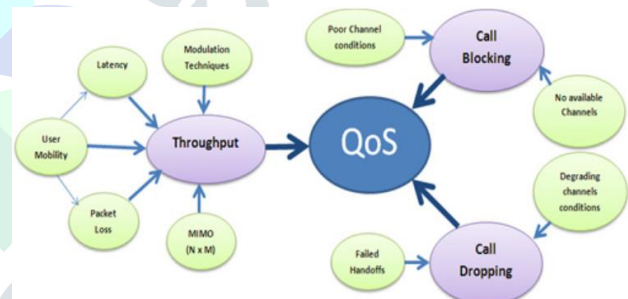 Latency
Modulation
Techniques
User
Mobility
Throughput
Packet
Loss
MIMO
(N x M)
QoS
Poor Channel
conditions
Call
Blocking
No available
Channels
Degrading
channels
conditions
Failed
Handoffs
Call
Dropping